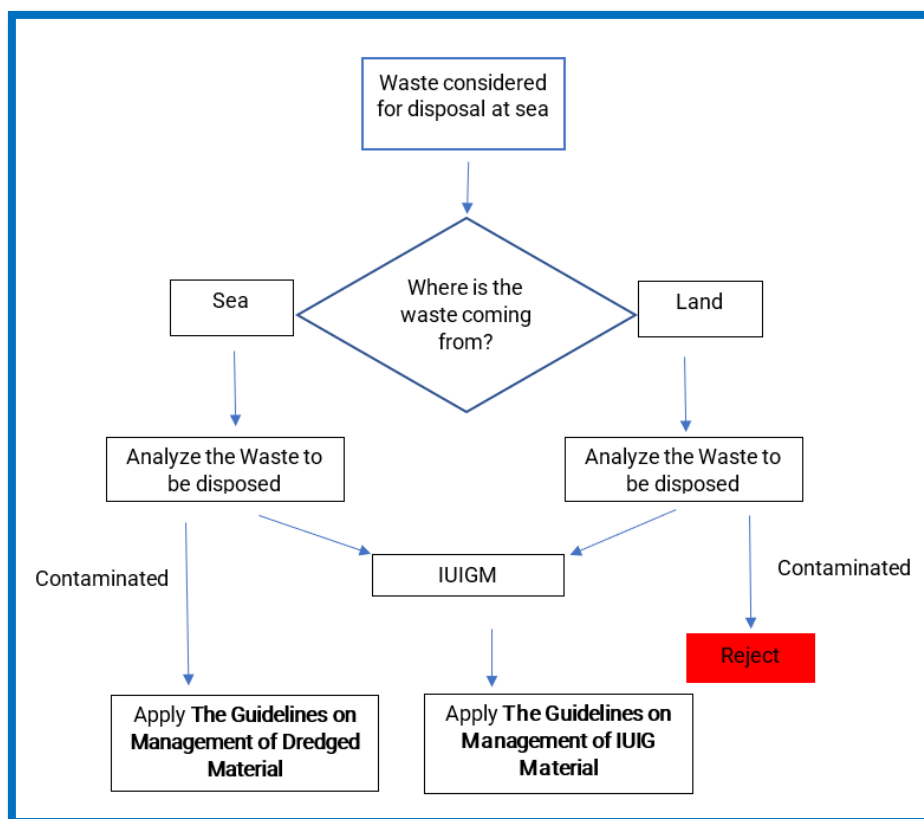 Waste considered
for disposal at sea
Where is the
waste coming
from?
Sea
Land
Analyze the Waste to
be disposed
Analyze the Waste to
be disposed
Contaminated
IUIGM
Contaminated
Reject
Apply The Guidelines on
Management of Dredged
Material
Apply The Guidelines on
Management of IUIG
Material